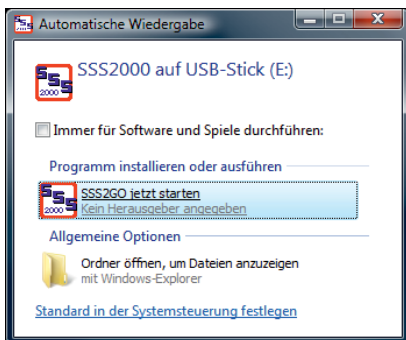 Automatische Wiedergabe
SSS2000 auf USB-Stick (E:)
Immer für Software und Spiele durchführen:
Programm installieren oder ausführen
SSS2GO jetzt starten
Kein Herausgeber angegeben
Allgemeine Optionen
Ordner öffnen, um Dateien anzuzeigen
mit Windows-Explorer
Standard in der Systemsteuerung festlegen